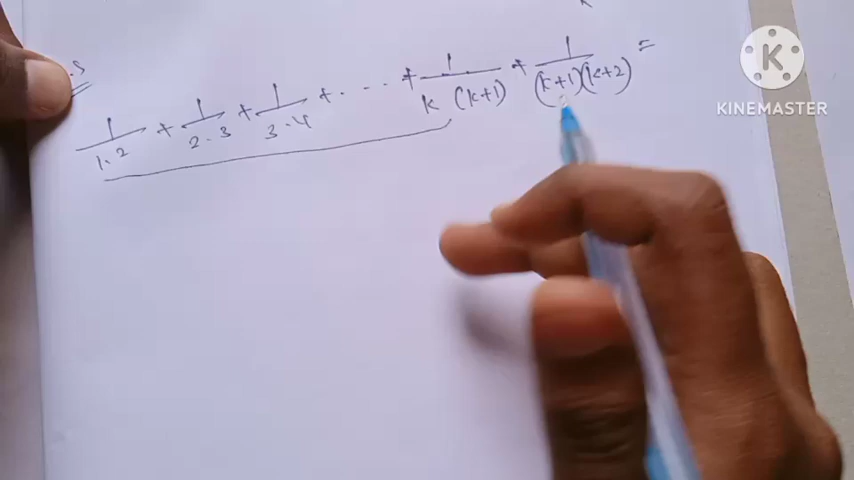 .S
1/1.2 + 1/2.3 + 1/3.4 + .... + 1/k (k+1) + 1/(k+1)(k+2) =
K
KINEMASTER